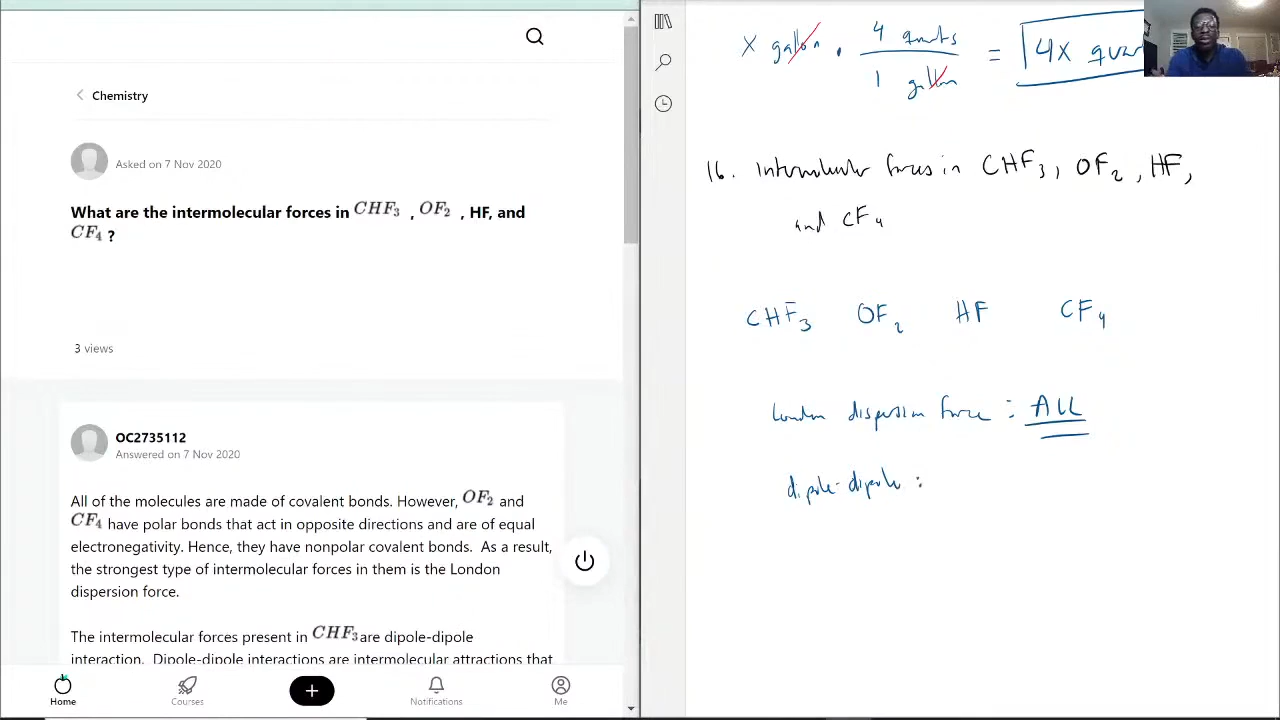 Chemistry
Asked on 7 Nov 2020
What are the intermolecular forces in CHF₃ , OF₂ , HF, and
CF₄ ?
3 views
OC2735112
Answered on 7 Nov 2020
All of the molecules are made of covalent bonds. However, OF₂ and
CF₄ have polar bonds that act in opposite directions and are of equal
electronegativity. Hence, they have nonpolar covalent bonds. As a result,
the strongest type of intermolecular forces in them is the London
dispersion force.
The intermolecular forces present in CHF₃ are dipole-dipole
interaction. Dipole-dipole interactions are intermolecular attractions that
Home
Courses
Notifications
Me
X gallon · 4 quarts / 1 gallon = 4X
16. Intermolecular forces in CHF₃, OF₂, HF,
and CF₄
CHF₃ OF₂ HF CF₄
London dispersion force : ALL
dipole-dipole :